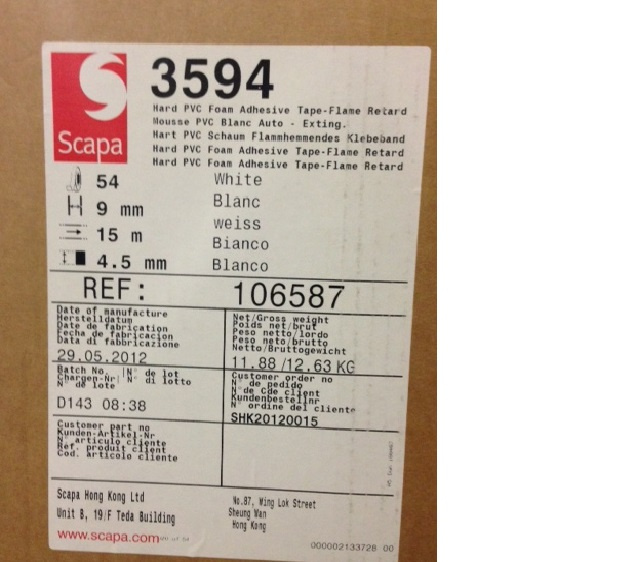 Scapa
3594
Hard PVC Foam Adhesive Tape-Flame Retard
Mousse PVC Blanc Auto - Exting.
Hart PVC Schaum Flammhemmendes Klebeband
Hard PVC Foam Adhesive Tape-Flame Retard
Hard PVC Foam Adhesive Tape-Flame Retard
54 White
9 mm Blanc
weiss
15 m Bianco
4.5 mm Blanco
REF: 106587
Date of manufacture
Herstelldatum
Date de fabrication
Fecha de fabricacion
Data di fabbricazione
29.05.2012
Net/Gross weight
Poids net/brut
Peso netto/lordo
Peso neto/brutto
Netto/Bruttogewicht
11.88 /12.63 KG
Batch No. |N° de lot
Chargen-Nr| N° di lotto
N° de lote
D143 08:38
Customer order no
N° de pedido
N° de Cde client
Kundenbestellnr
N° ordine del cliente
SHK20120015
Customer part no
Kunden-Artikel-Nr
N° articulo cliente
Ref. produit client
Cod. articolo cliente
Scapa Hong Kong Ltd
Unit B, 19/F Teda Building
No.87, Wing Lok Street
Sheung Wan
Hong Kong
www.scapa.com
000002133728 00